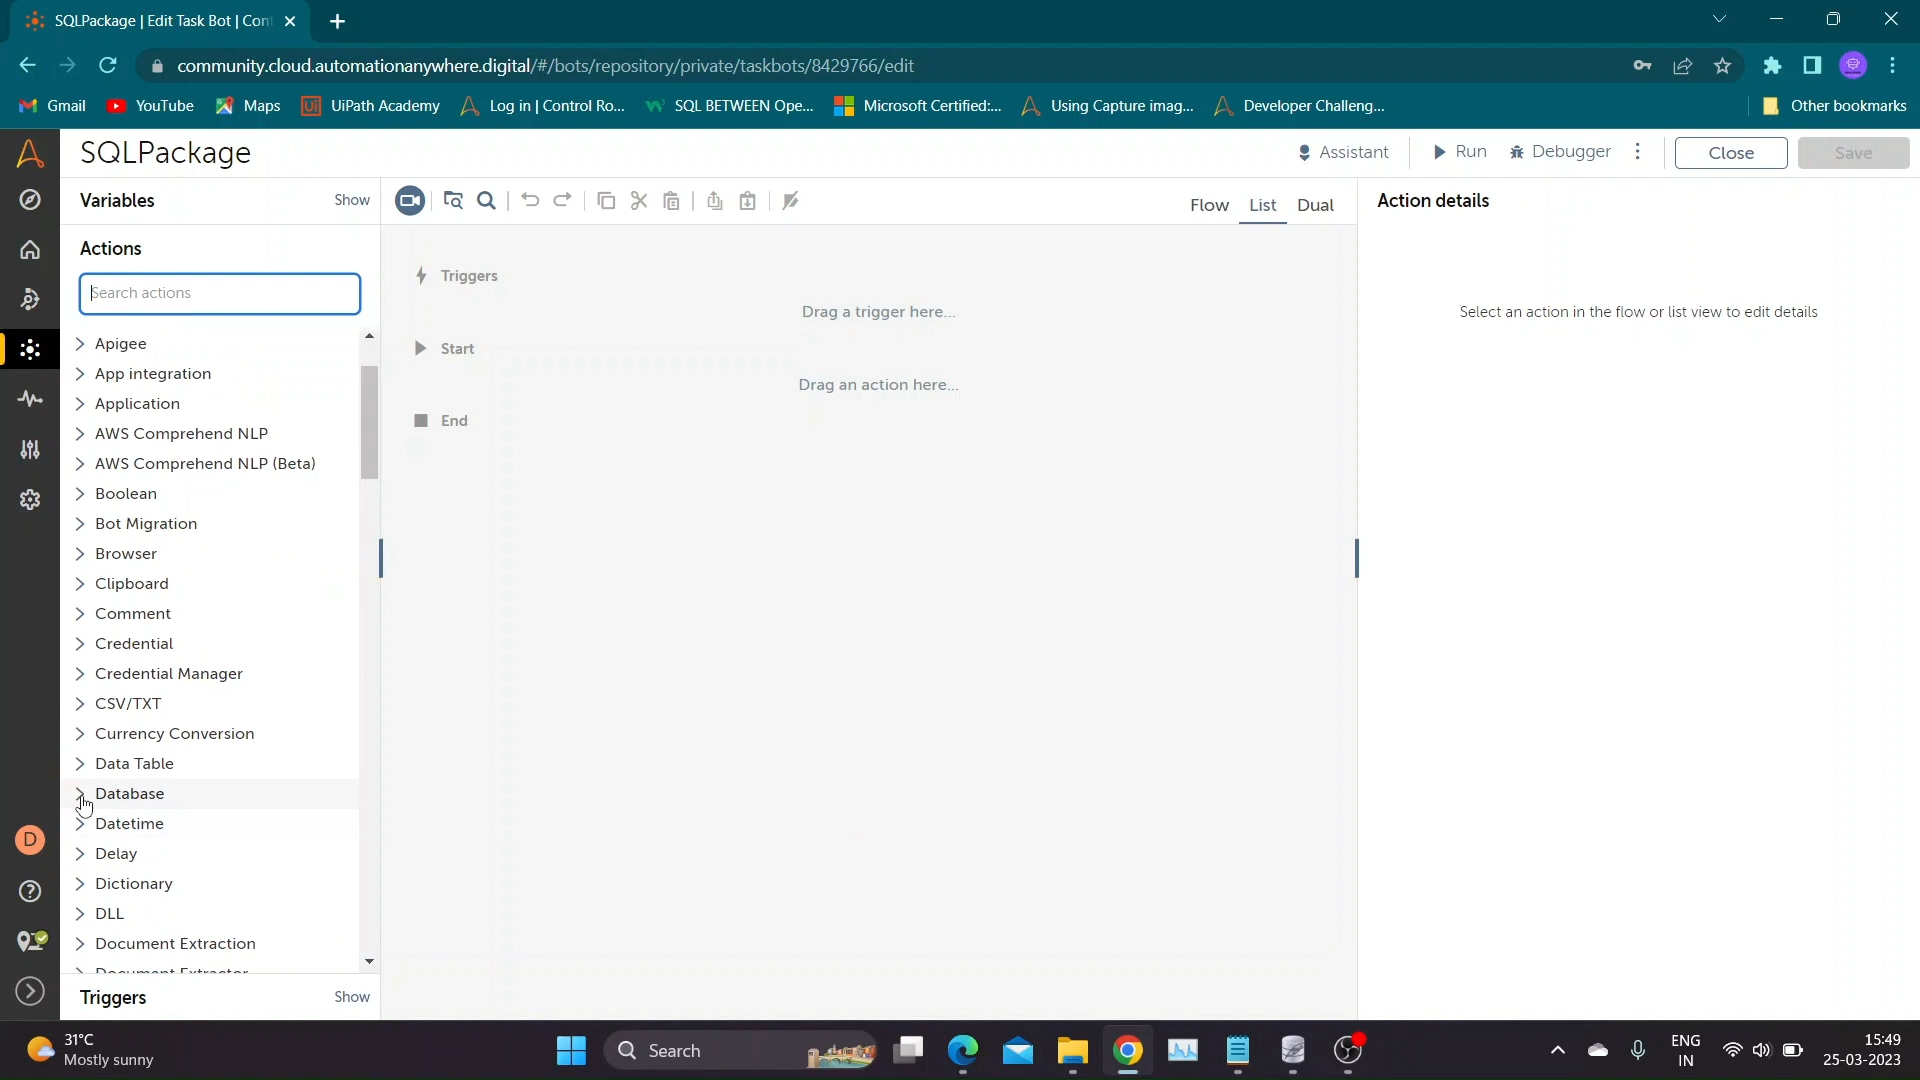 SQLPackage | Edit Task Bot | Con
community.cloud.automationanywhere.digital/#/bots/repository/private/taskbots/8429766/edit
Gmail YouTube Maps UiPath Academy Log in | Control Ro... SQL BETWEEN Ope... Microsoft Certified:... Using Capture imag... Developer Challeng... Other bookmarks
SQLPackage Assistant Run Debugger Close Save
Variables Show Flow List Dual Action details
Actions
Search actions
Triggers
Drag a trigger here...
Select an action in the flow or list view to edit details
Start
Drag an action here...
End
Apigee
App integration
Application
AWS Comprehend NLP
AWS Comprehend NLP (Beta)
Boolean
Bot Migration
Browser
Clipboard
Comment
Credential
Credential Manager
CSV/TXT
Currency Conversion
Data Table
Database
Datetime
Delay
Dictionary
DLL
Document Extraction
Document Extractor
Triggers Show
D
31°C
Mostly sunny
Search
ENG
IN
15:49
25-03-2023